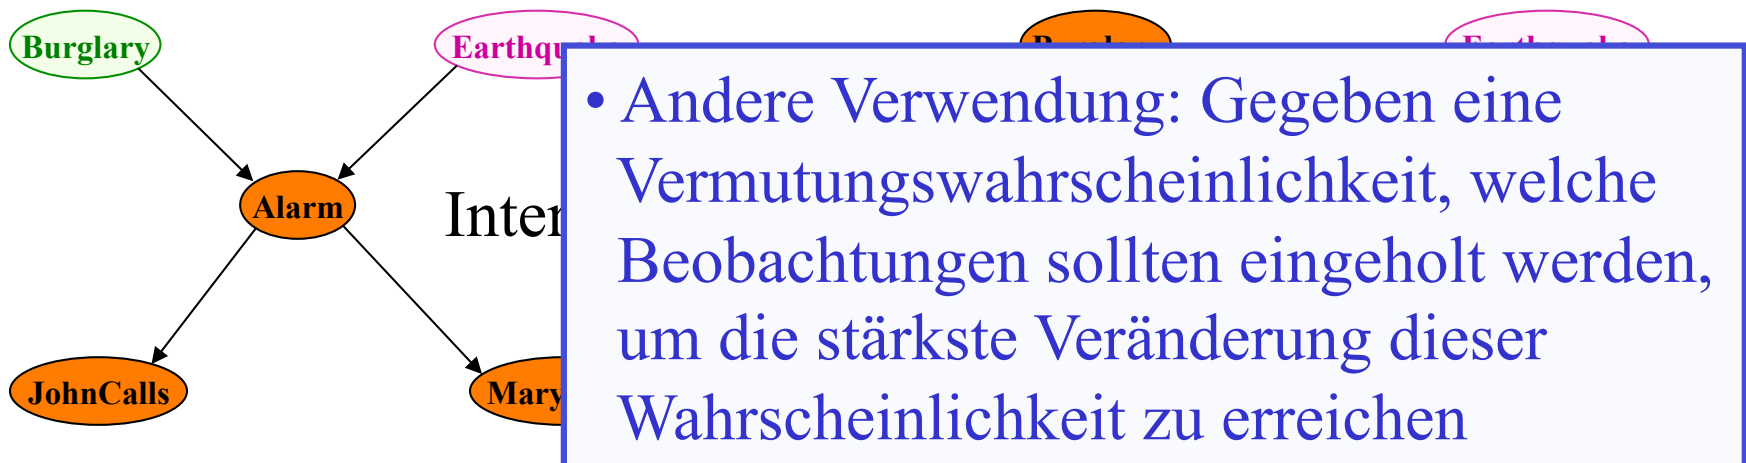 Burglary
Alarm
JohnCalls
• Andere Verwendung: Gegeben eine
Vermutungswahrscheinlichkeit, welche
Beobachtungen sollten eingeholt werden,
um die stärkste Veränderung dieser
Wahrscheinlichkeit zu erreichen